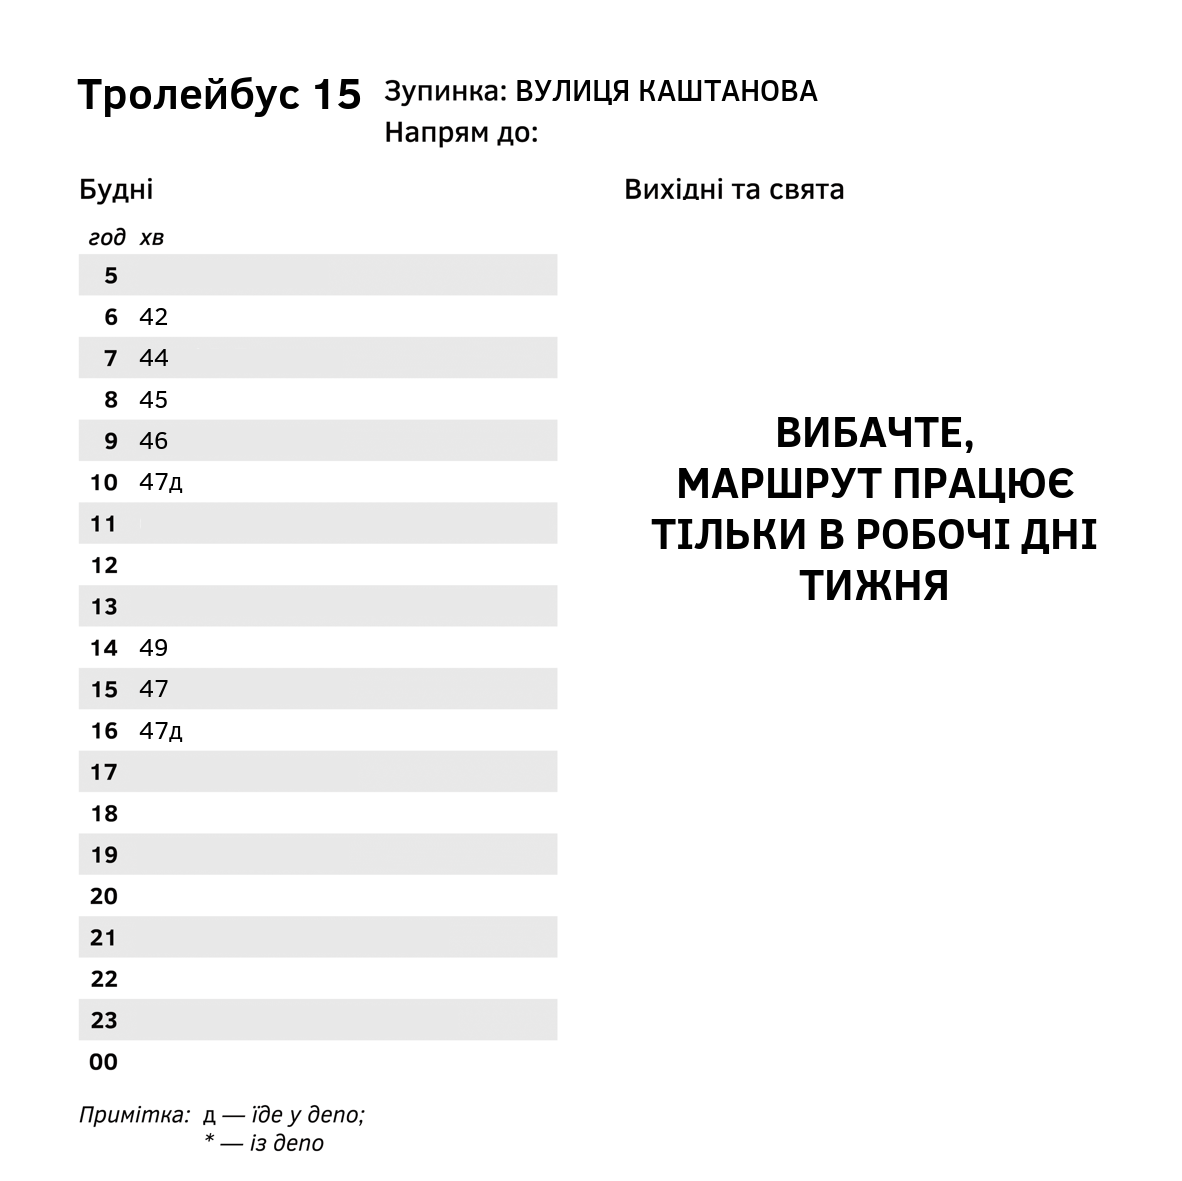 Тролейбус 15
Зупинка: ВУЛИЦЯ КАШТАНОВА
Напрям до:
Будні
год хв
5
6 42
7 44
8 45
9 46
10 47д
11
12
13
14 49
15 47
16 47д
17
18
19
20
21
22
23
00
Вихідні та свята
ВИБАЧТЕ,
МАРШРУТ ПРАЦЮЄ
ТІЛЬКИ В РОБОЧІ ДНІ
ТИЖНЯ
Примітка: д — їде у депо;
* — із депо